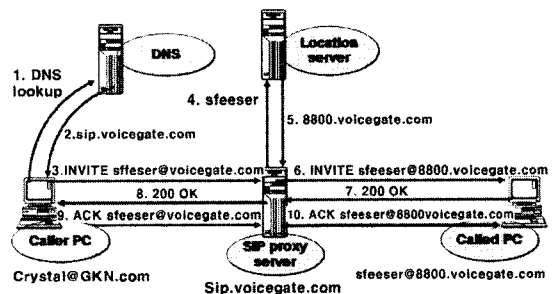 DNS
Location
server
1. DNS
lookup
2.sip.voicegate.com
4. sfeeser
5. 8800.voicegate.com
3.INVITE sffeser@voicegate.com
6. INVITE sfeeser@8800.voicegate.com
8. 200 OK
7. 200 OK
9. ACK sfeeser@voicegate.com
10. ACK sfeeser@8800voicegate.com
Caller PC
SIP proxy
server
Called PC
Crystal@GKN.com
sfeeser@8800.voicegate.com
Sip.voicegate.com